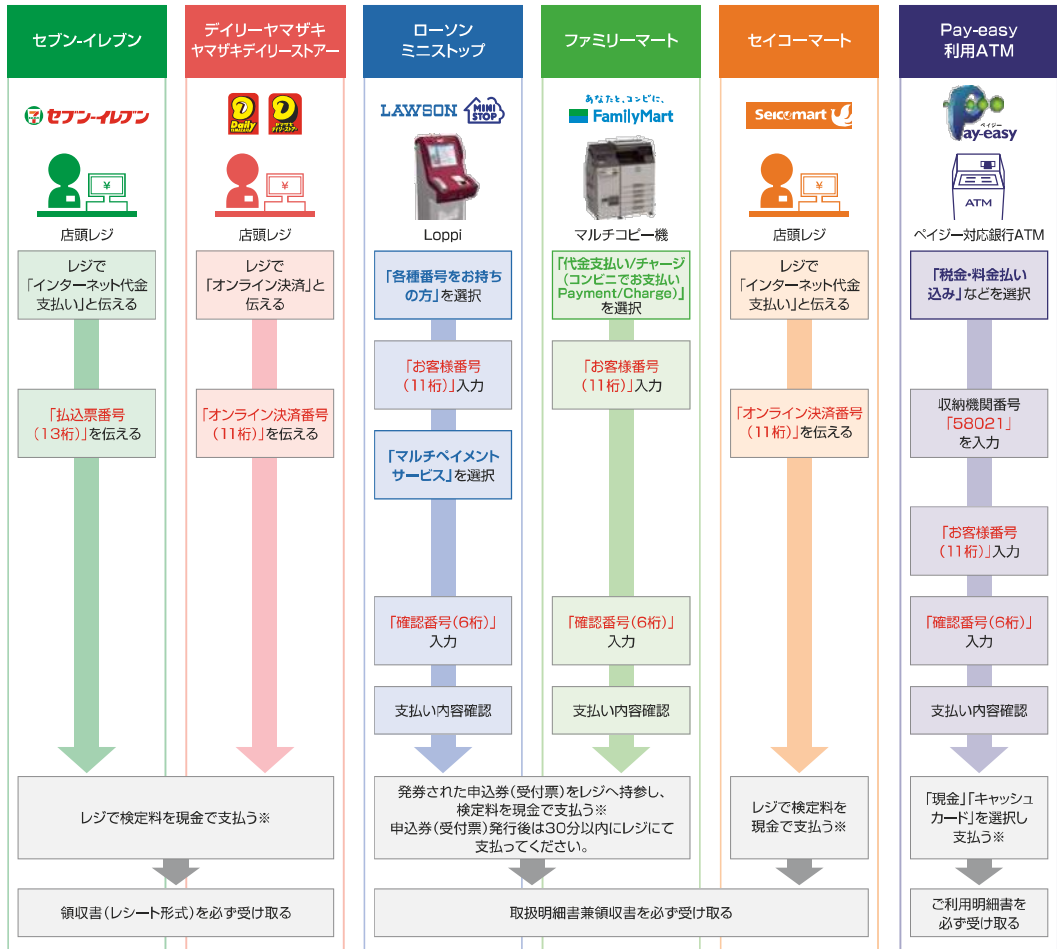 セブン-イレブン
デイリーヤマザキ
ヤマザキデイリーストアー
ローソン
ミニストップ
ファミリーマート
セイコーマート
Pay-easy
利用ATM
セブン-イレブン
Daily
YAMAZAKI
ヤマザキ
デイリーストアー
LAWSON
MINI
STOP
あなたと、コンビに、
FamilyMart
Seicomart
ペイジー
Pay-easy
¥
¥
¥
ATM
店頭レジ
店頭レジ
Loppi
マルチコピー機
店頭レジ
ペイジー対応銀行ATM
レジで
「インターネット代金
支払い」と伝える
レジで
「オンライン決済」と
伝える
「各種番号をお持ち
の方」を選択
「代金支払い/チャージ
(コンビニでお支払い
Payment/Charge)」
を選択
レジで
「インターネット代金
支払い」と伝える
「税金・料金払い
込み」などを選択
「お客様番号
(11桁)」入力
「お客様番号
(11桁)」入力
「払込票番号
(13桁)」を伝える
「オンライン決済番号
(11桁)」を伝える
「マルチペイメント
サービス」を選択
「オンライン決済番号
(11桁)」を伝える
収納機関番号
「58021」
を入力
「お客様番号
(11桁)」入力
「確認番号(6桁)」
入力
「確認番号(6桁)」
入力
「確認番号(6桁)」
入力
支払い内容確認
支払い内容確認
支払い内容確認
レジで検定料を現金で支払う※
発券された申込券(受付票)をレジへ持参し、
検定料を現金で支払う※
申込券(受付票)発行後は30分以内にレジにて
支払ってください。
レジで検定料を
現金で支払う※
「現金」「キャッシュ
カード」を選択し
支払う※
領収書(レシート形式)を必ず受け取る
取扱明細書兼領収書を必ず受け取る
ご利用明細書を
必ず受け取る